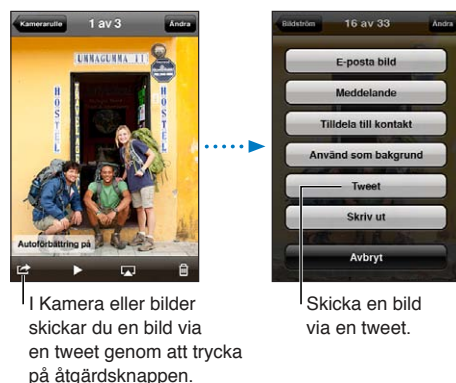 Kamerarulle
1 av 3
Ändra
UMMAGUMMA 11
HOSTEL
HOSTEL
Autoförbättring på
I Kamera eller bilder
skickar du en bild via
en tweet genom att trycka
på åtgärdsknappen.
Bildström
16 av 33
Ändra
E-posta bild
Meddelande
Tilldela till kontakt
Använd som bakgrund
Tweet
Skriv ut
Avbryt
Skicka en bild
via en tweet.